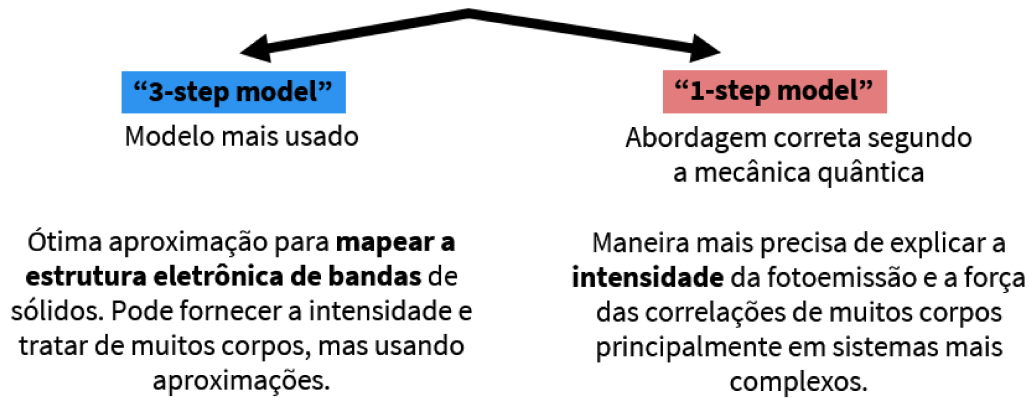 “3-step model”
Modelo mais usado
Ótima aproximação para mapear a
estrutura eletrônica de bandas de
sólidos. Pode fornecer a intensidade e
tratar de muitos corpos, mas usando
aproximações.
“1-step model”
Abordagem correta segundo
a mecânica quântica
Maneira mais precisa de explicar a
intensidade da fotoemissão e a força
das correlações de muitos corpos
principalmente em sistemas mais
complexos.